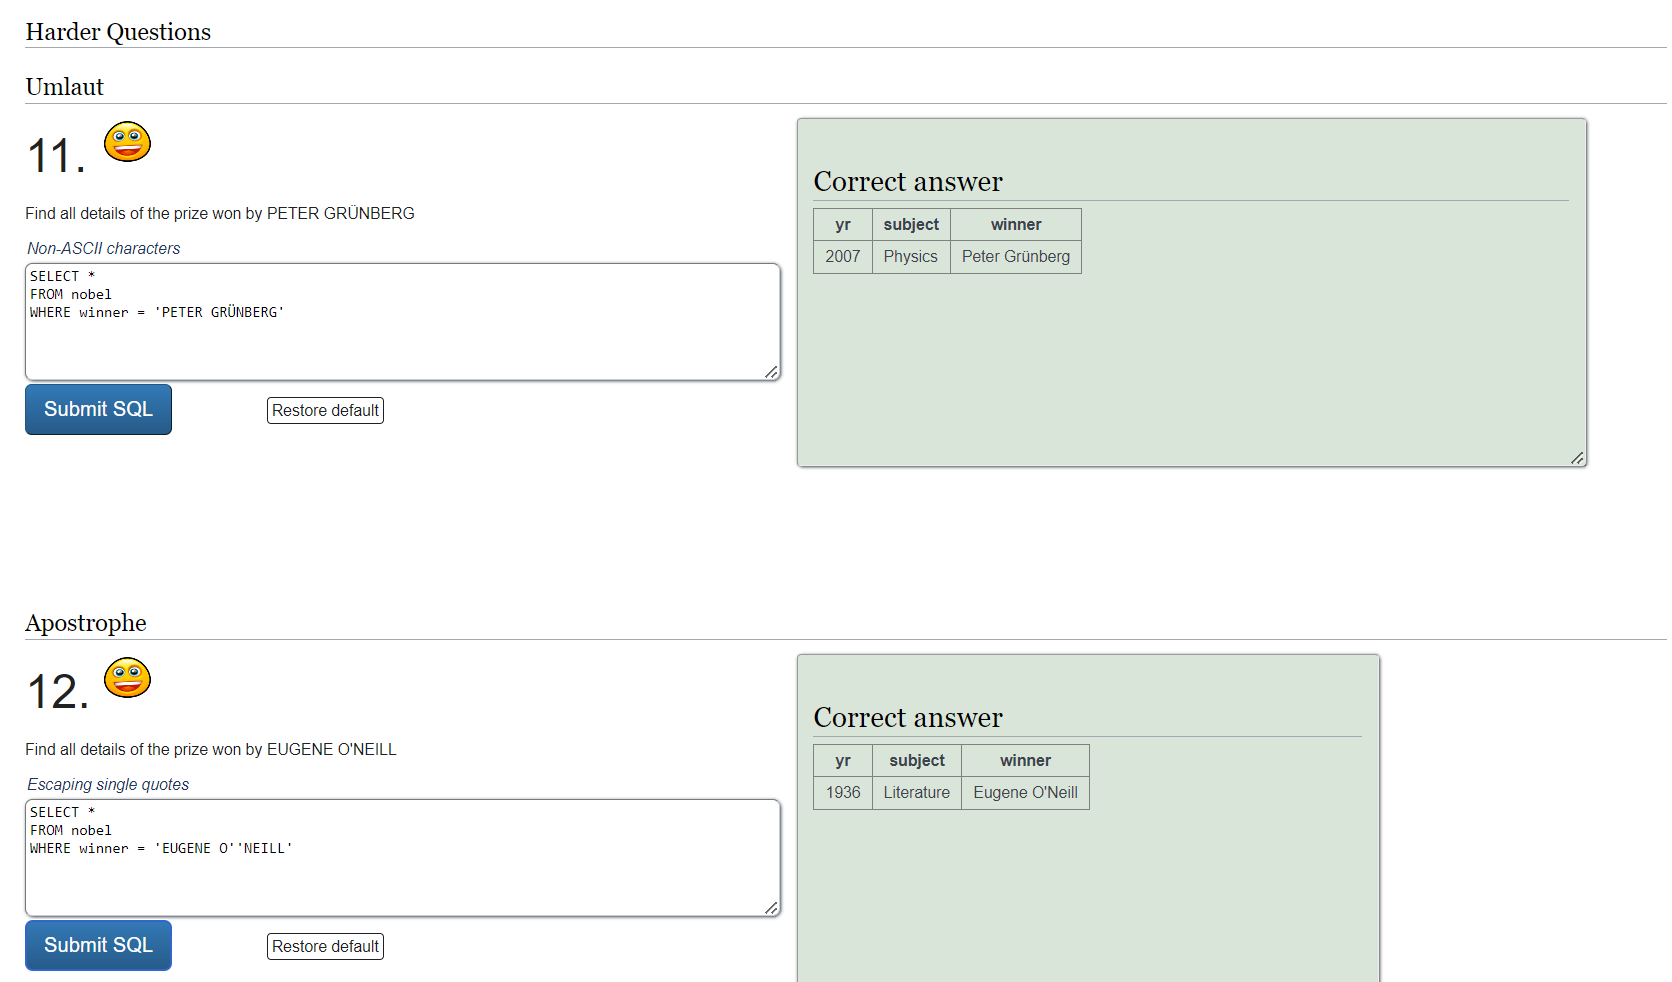 Harder Questions
Umlaut
11.
Find all details of the prize won by PETER GRÜNBERG
Non-ASCII characters
SELECT *
FROM nobel
WHERE winner = 'PETER GRÜNBERG'
Submit SQL
Restore default
Correct answer
yr subject winner
2007 Physics Peter Grünberg
Apostrophe
12.
Find all details of the prize won by EUGENE O'NEILL
Escaping single quotes
SELECT *
FROM nobel
WHERE winner = 'EUGENE O''NEILL'
Submit SQL
Restore default
Correct answer
yr subject winner
1936 Literature Eugene O'Neill